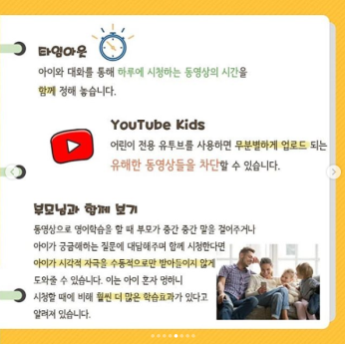 타임아웃
아이와 대화를 통해 하루에 시청하는 동영상의 시간을
함께 정해 놓습니다.
YouTube Kids
어린이 전용 유투브를 사용하면 무분별하게 업로드 되는
유해한 동영상들을 차단할 수 있습니다.
부모님과 함께 보기
동영상으로 영어학습을 할 때 부모가 중간 중간 말을 걸어주거나
아이가 궁금해하는 질문에 대답해주며 함께 시청한다면
아이가 시각적 자극을 수동적으로만 받아들이지 않게
도와줄 수 있습니다. 이는 아이 혼자 멍하니
시청할 때에 비해 훨씬 더 많은 학습효과가 있다고
알려져 있습니다.